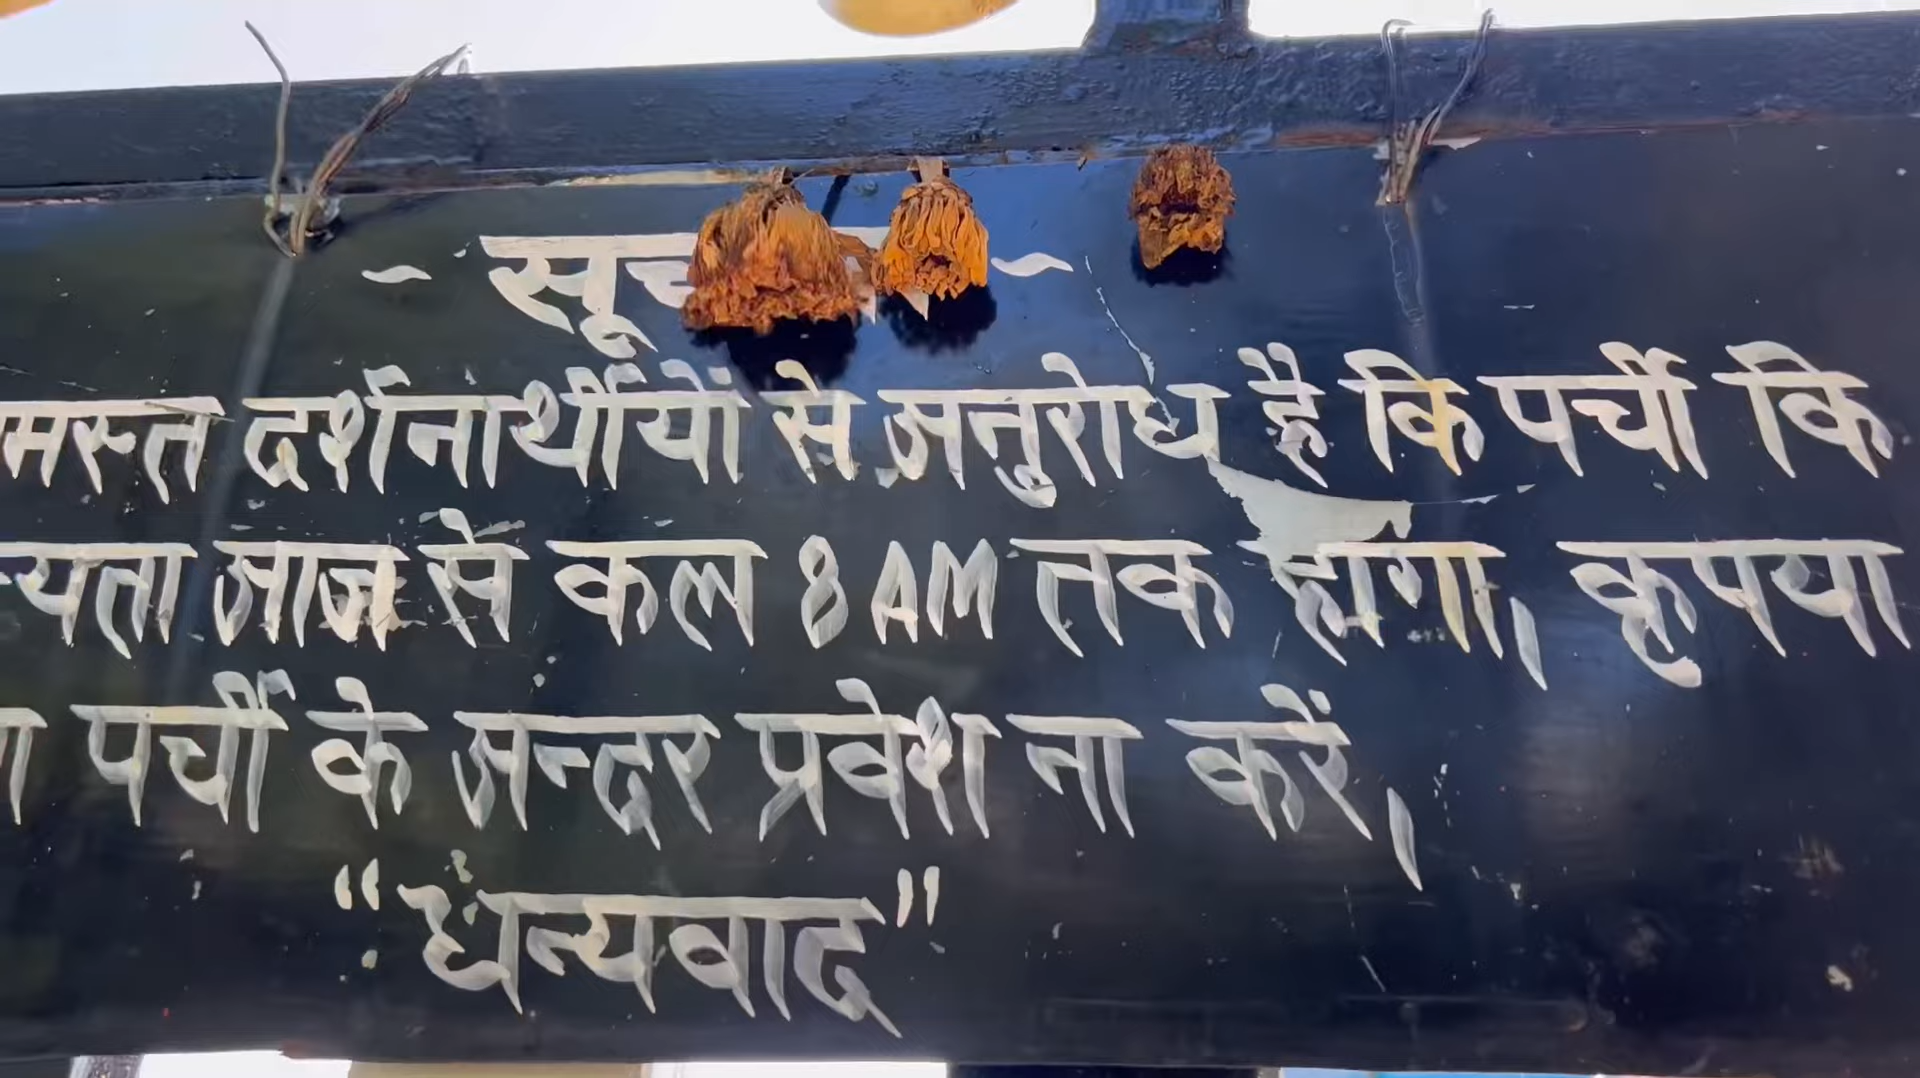 - सूच -
मस्त दर्शनार्थीयों से अनुरोध है कि पर्ची कि
न्यता आज से कल 8 AM तक होगा, कृपया
ा पर्ची के अन्दर प्रवेश ना करें,
"धन्यवाद"